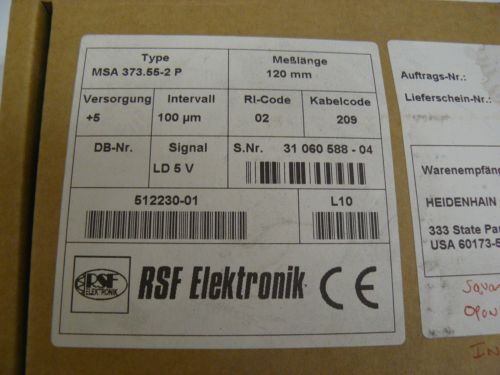 Type
MSA 373.55-2 P
Meßlänge
120 mm
Versorgung
+5
Intervall
100 µm
RI-Code
02
Kabelcode
209
DB-Nr.
Signal
LD 5 V
S.Nr. 31 060 588 - 04
512230-01
L10
RSF
ELEKTRONIK
RSF Elektronik CE
Auftrags-Nr.:
Lieferschein-Nr.:
Warenempfäng
HEIDENHAIN
333 State Par
USA 60173-5